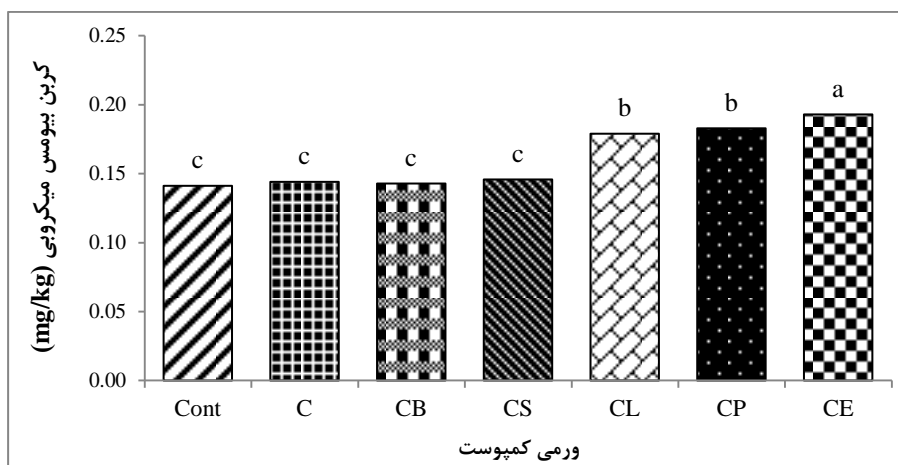 کربن بیومس میکروبی (mg/kg)
0.25
0.20
0.15
0.10
0.05
0.00
c
c
c
c
b
b
a
Cont
C
CB
CS
CL
CP
CE
ورمی کمپوست